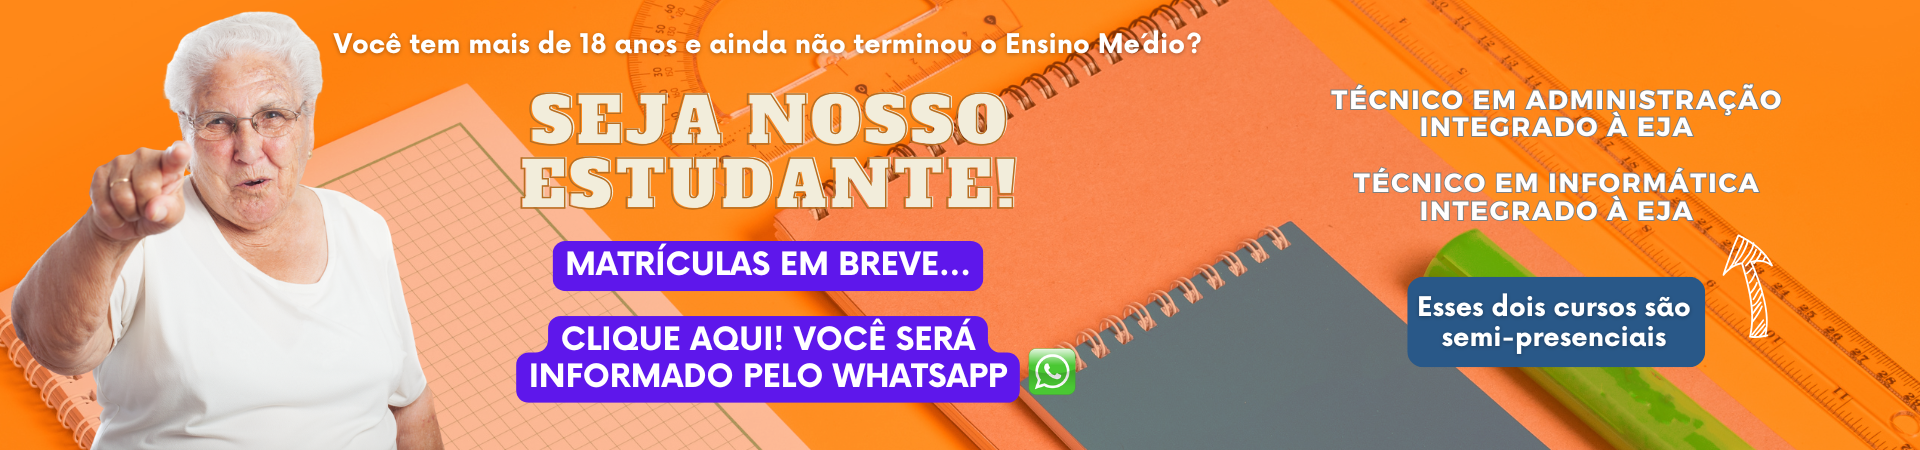 Você tem mais de 18 anos e ainda não terminou o Ensino Médio?
SEJA NOSSO
ESTUDANTE!
MATRÍCULAS EM BREVE...
CLIQUE AQUI! VOCÊ SERÁ
INFORMADO PELO WHATSAPP
TÉCNICO EM ADMINISTRAÇÃO
INTEGRADO À EJA
TÉCNICO EM INFORMÁTICA
INTEGRADO À EJA
Esses dois cursos são
semi-presenciais